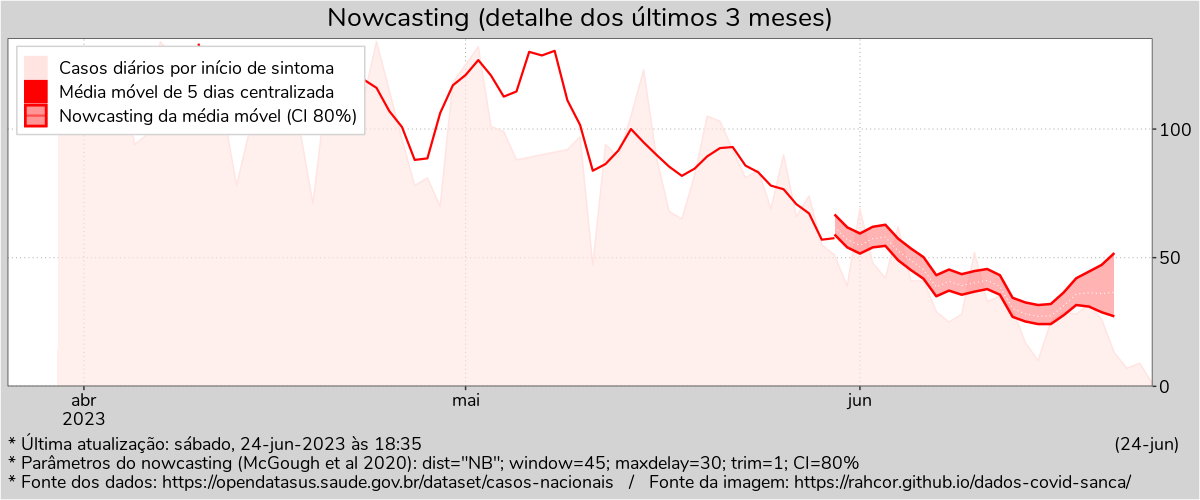 Nowcasting (detalhe dos últimos 3 meses)
Casos diários por início de sintoma
Média móvel de 5 dias centralizada
Nowcasting da média móvel (CI 80%)
100
50
0
abr
2023
mai
jun
* Última atualização: sábado, 24-jun-2023 às 18:35
(24-jun)
* Parâmetros do nowcasting (McGough et al 2020): dist="NB"; window=45; maxdelay=30; trim=1; CI=80%
* Fonte dos dados: https://opendatasus.saude.gov.br/dataset/casos-nacionais / Fonte da imagem: https://rahcor.github.io/dados-covid-sanca/